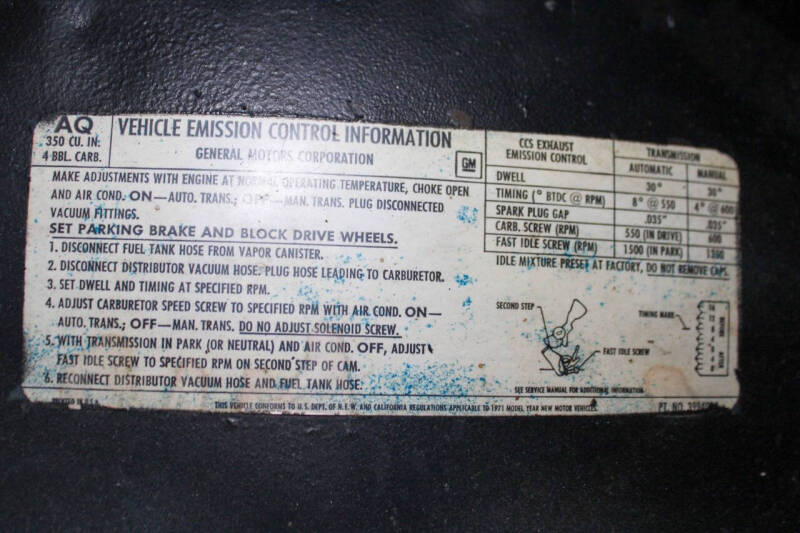 AQ
350 CU. IN.
4 BBL. CARB.
VEHICLE EMISSION CONTROL INFORMATION
GENERAL MOTORS CORPORATION
GM
MAKE ADJUSTMENTS WITH ENGINE AT NORMAL OPERATING TEMPERATURE, CHOKE OPEN
AND AIR COND. ON—AUTO. TRANS.; OFF—MAN. TRANS. PLUG DISCONNECTED
VACUUM FITTINGS.
SET PARKING BRAKE AND BLOCK DRIVE WHEELS.
1. DISCONNECT FUEL TANK HOSE FROM VAPOR CANISTER.
2. DISCONNECT DISTRIBUTOR VACUUM HOSE. PLUG HOSE LEADING TO CARBURETOR.
3. SET DWELL AND TIMING AT SPECIFIED RPM.
4. ADJUST CARBURETOR SPEED SCREW TO SPECIFIED RPM WITH AIR COND. ON—
AUTO. TRANS.; OFF—MAN. TRANS. DO NOT ADJUST SOLENOID SCREW.
5. WITH TRANSMISSION IN PARK (OR NEUTRAL) AND AIR COND. OFF, ADJUST
FAST IDLE SCREW TO SPECIFIED RPM ON SECOND STEP OF CAM.
6. RECONNECT DISTRIBUTOR VACUUM HOSE AND FUEL TANK HOSE.
CCS EXHAUST EMISSION CONTROL TRANSMISSION
AUTOMATIC MANUAL
DWELL 30° 30°
TIMING (° BTDC @ RPM) 8° @ 550 4° @ 600
SPARK PLUG GAP .035" .035"
CARB. SCREW (RPM) 550 (IN DRIVE) 600
FAST IDLE SCREW (RPM) 1500 (IN PARK) 1350
IDLE MIXTURE PRESET AT FACTORY, DO NOT REMOVE CAPS.
SECOND STEP
FAST IDLE SCREW
TIMING MARK
BEFORE
AFTER
SEE SERVICE MANUAL FOR ADDITIONAL INFORMATION
PRINTED IN U.S.A.
THIS VEHICLE CONFORMS TO U.S. DEPT. OF H.E.W. AND CALIFORNIA REGULATIONS APPLICABLE TO 1971 MODEL YEAR NEW MOTOR VEHICLES.
PT. NO.